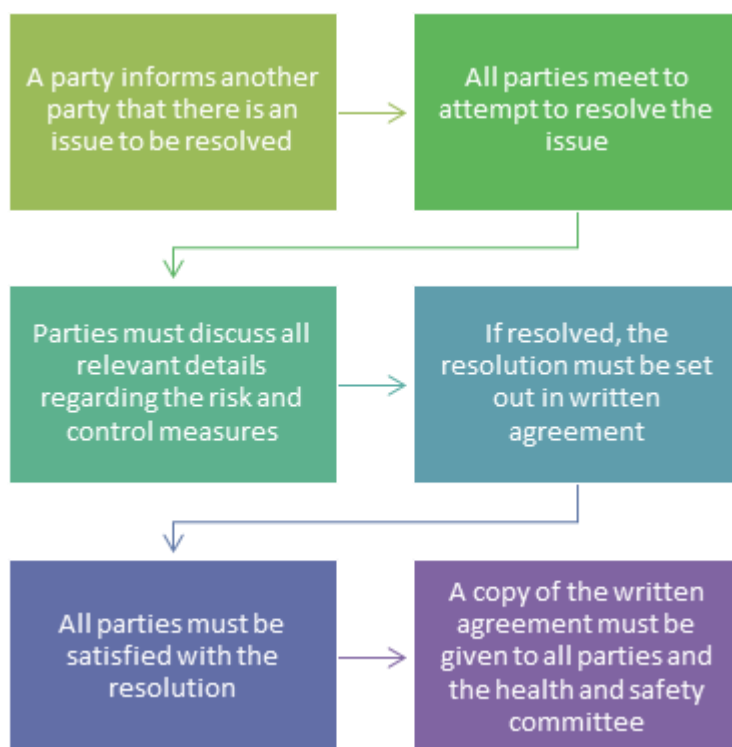 A party informs another
party that there is an
issue to be resolved
All parties meet to
attempt to resolve the
issue
Parties must discuss all
relevant details
regarding the risk and
control measures
If resolved, the
resolution must be set
out in written
agreement
All parties must be
satisfied with the
resolution
A copy of the written
agreement must be
given to all parties and
the health and safety
committee